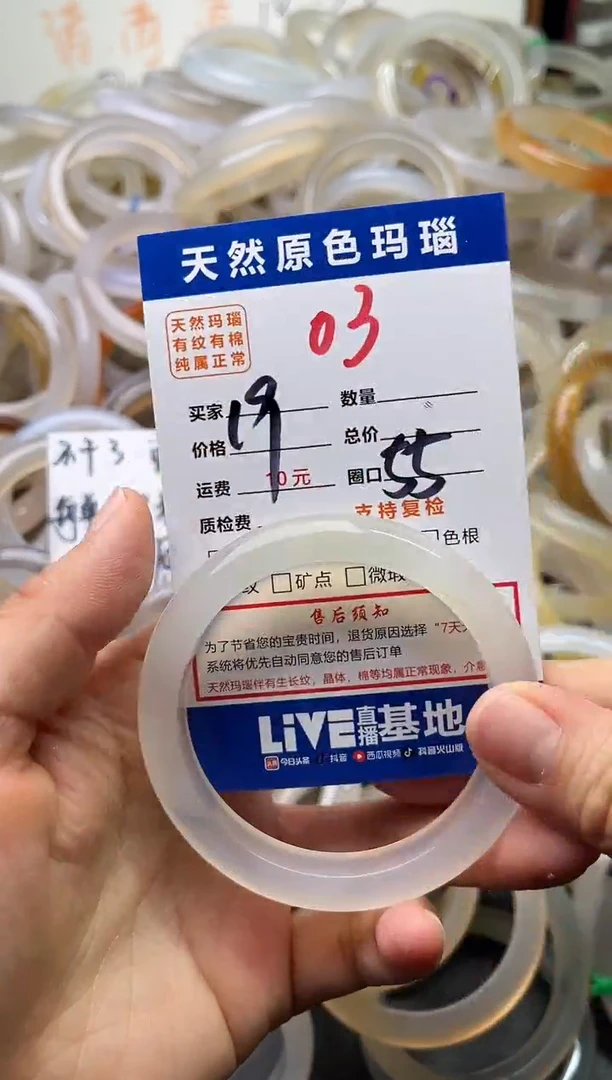 天然原色玛瑙
天然玛瑙
有纹有棉
纯属正常
03
买家
数量
价格 19
总价
运费 10元
圈口 55
质检费
支持复检
色根
纹 矿点
售后须知
为了节省您的宝贵时间，退货原因选择“7天
系统将优先自动同意您的售后订单
天然玛瑙伴有生长纹，晶体，棉等均属正常现象，介意
LiVE直播基地
今日头条 抖音 西瓜视频 抖音火山版